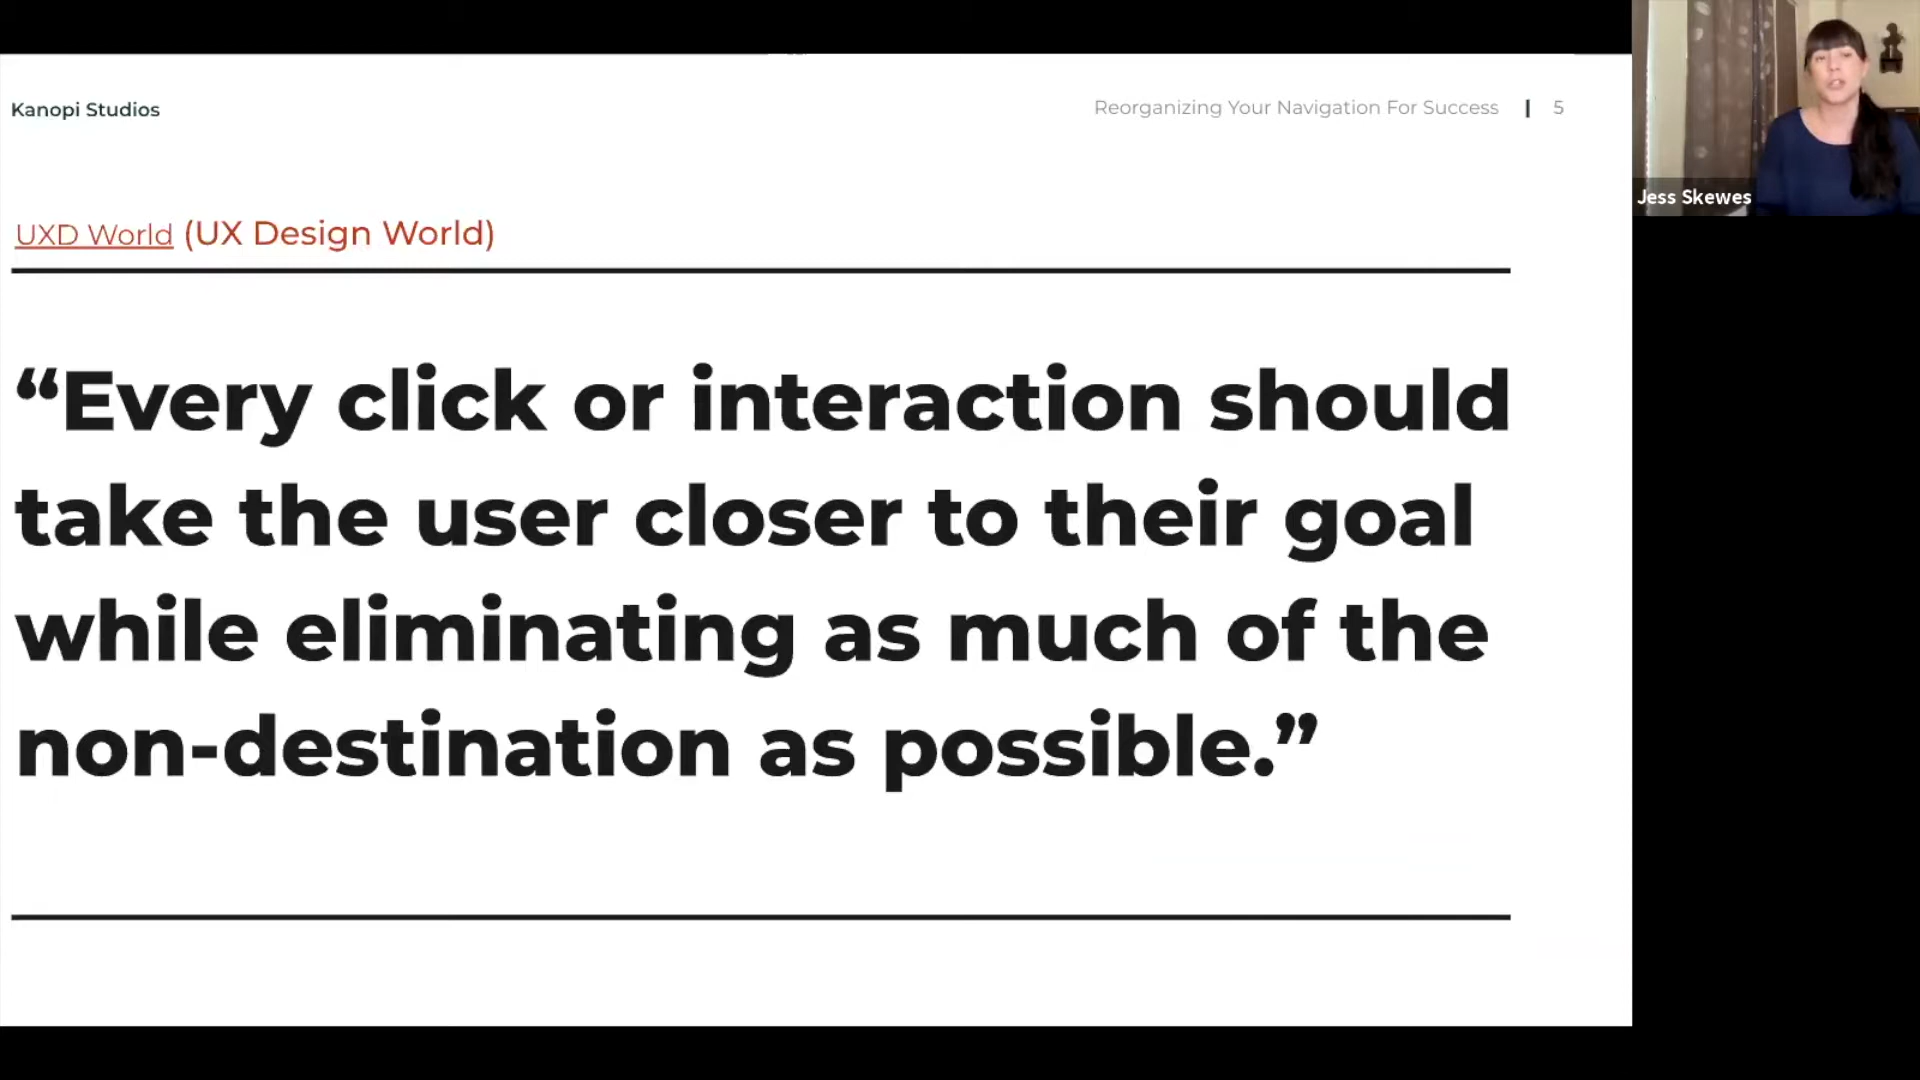 Kanopi Studios
Reorganizing Your Navigation For Success | 5
Jess Skewes
UXD World (UX Design World)
“Every click or interaction should
take the user closer to their goal
while eliminating as much of the
non-destination as possible.”